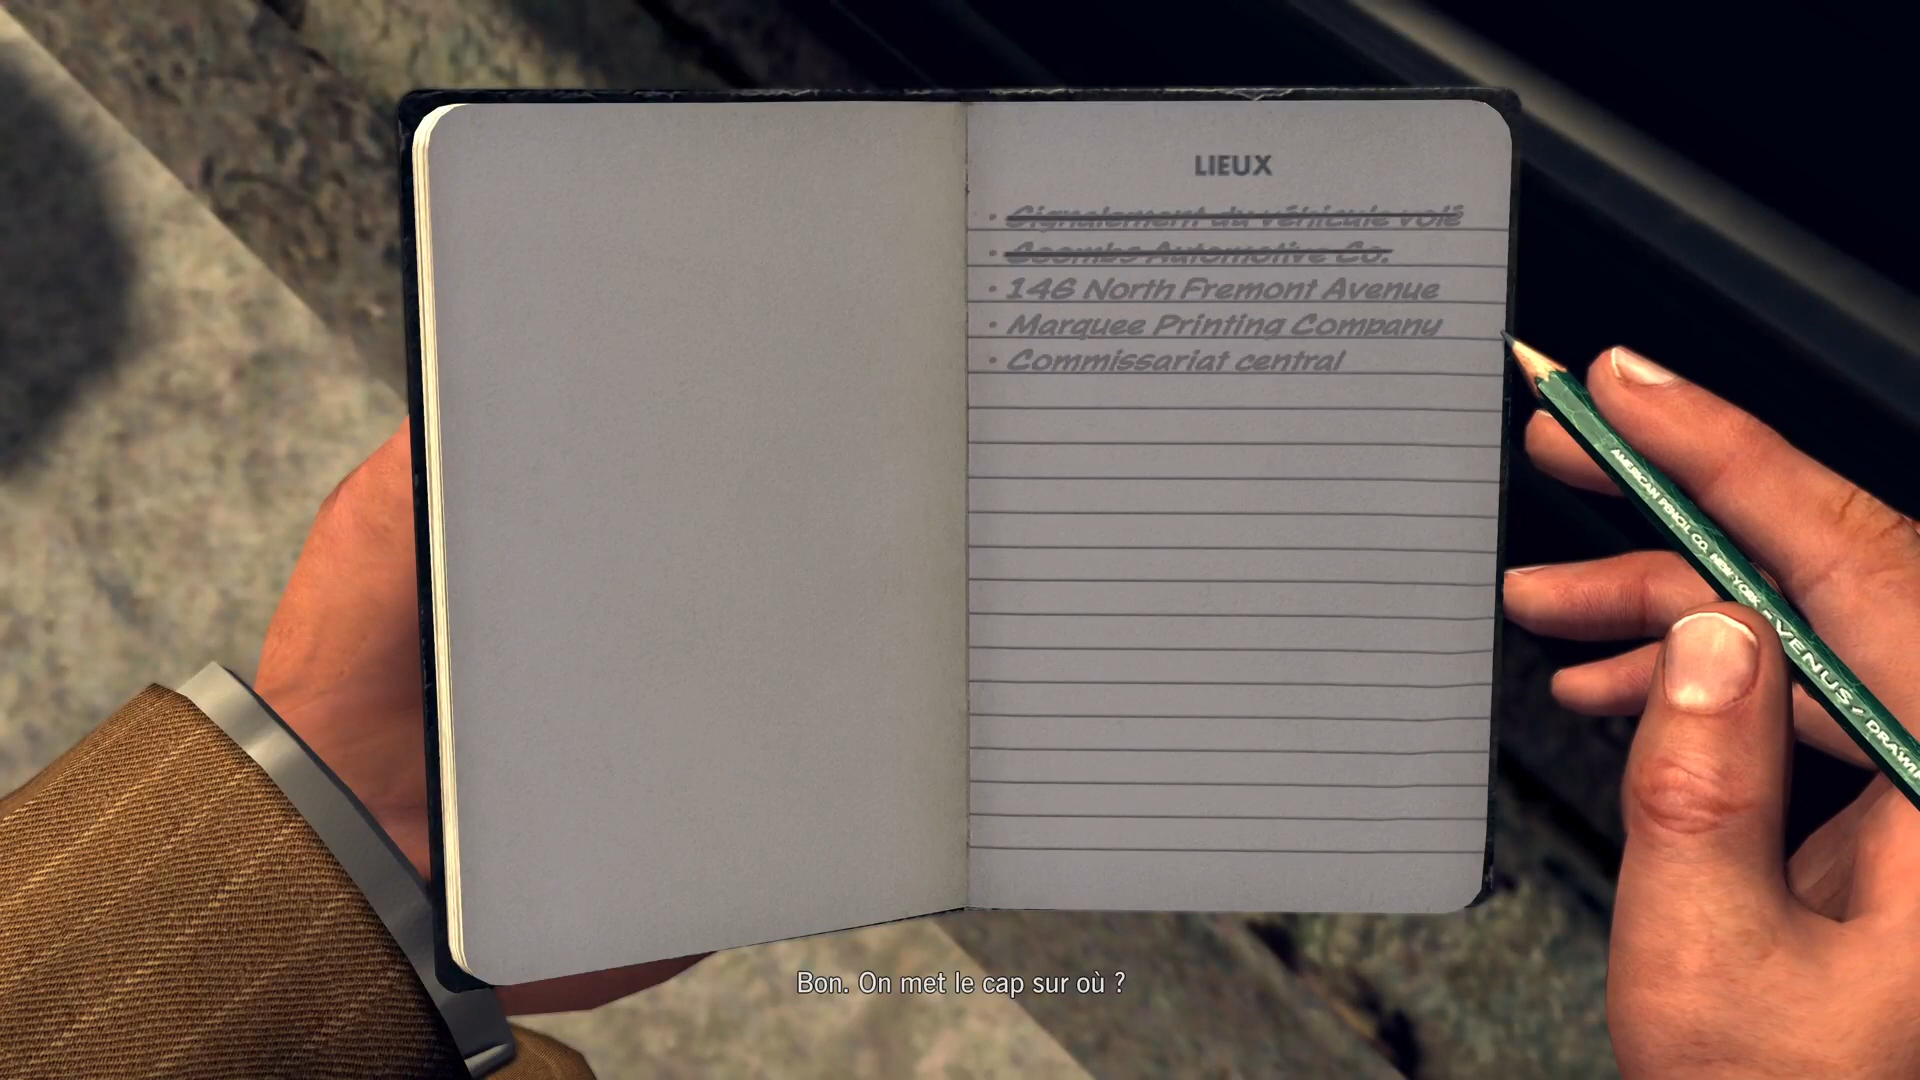 LIEUX
• Signalement du véhicule volé
• Coombs Automotive Co.
• 146 North Fremont Avenue
• Marquee Printing Company
• Commissariat central
AMERICAN PENCIL CO. NEW YORK VENUS DRAWI
Bon. On met le cap sur où ?